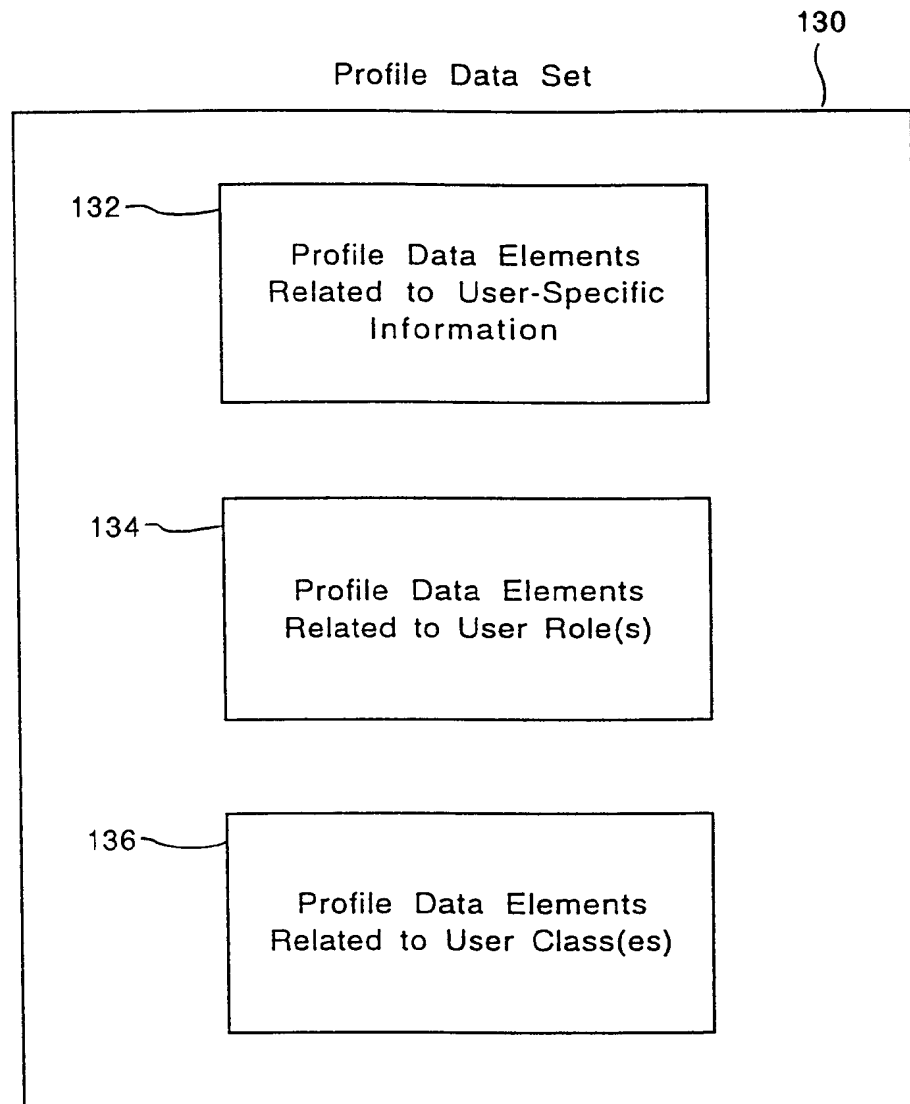 130
Profile Data Set
132
Profile Data Elements
Related to User-Specific
Information
134
Profile Data Elements
Related to User Role(s)
136
Profile Data Elements
Related to User Class(es)